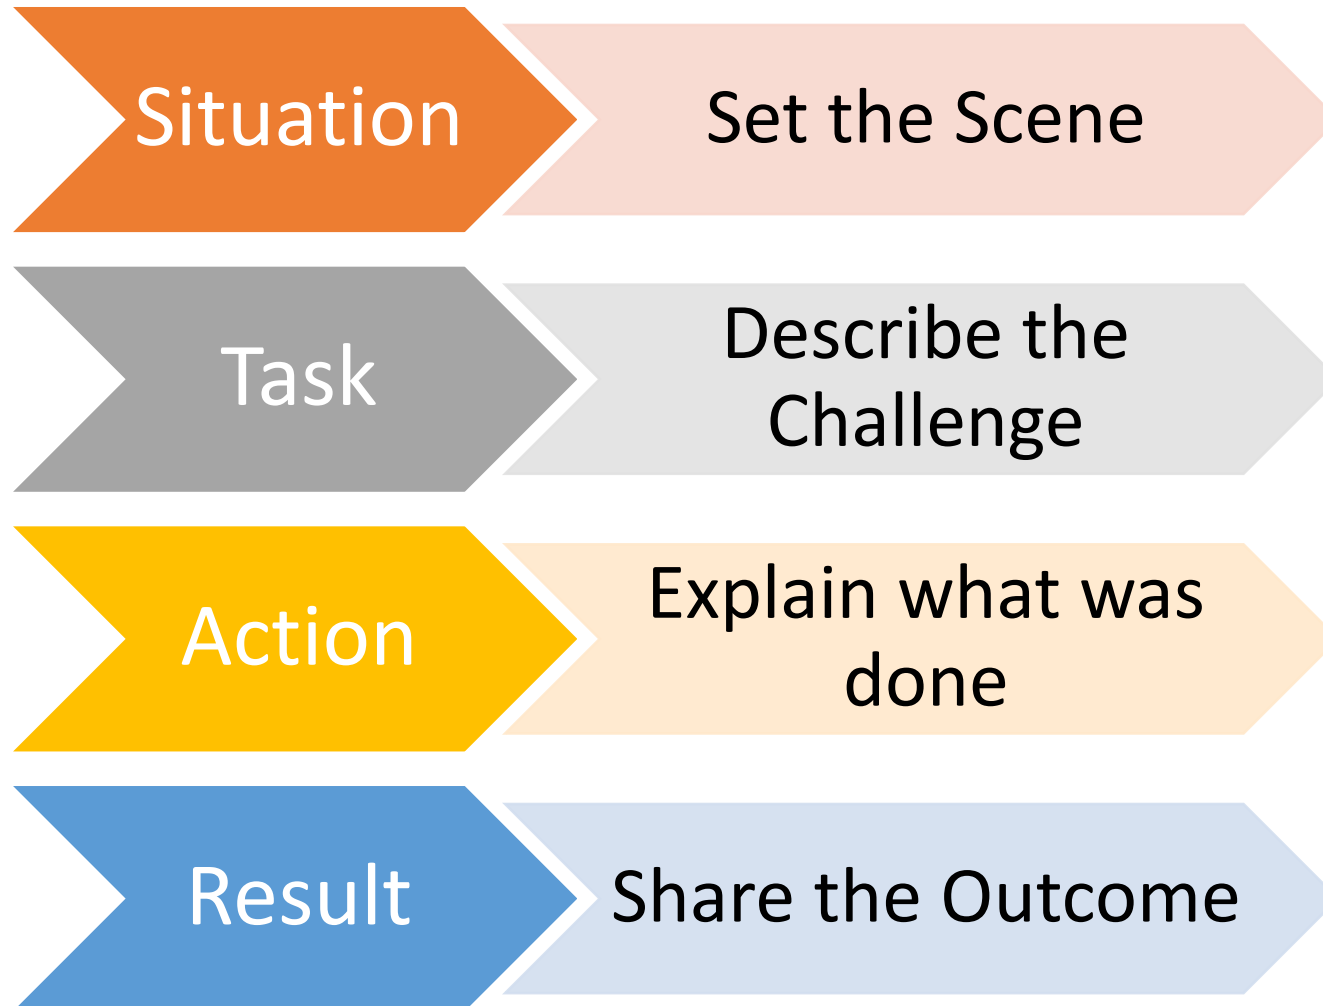 Situation
Set the Scene
Task
Describe the
Challenge
Action
Explain what was
done
Result
Share the Outcome